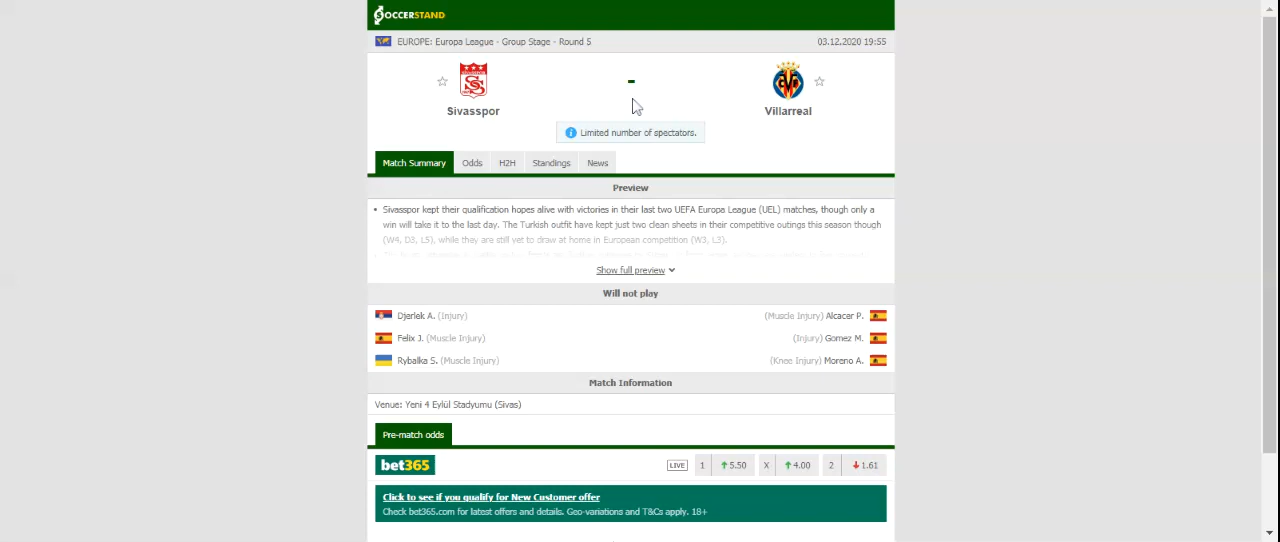 SOCCERSTAND
EUROPE: Europa League - Group Stage - Round 5 03.12.2020 19:55
-
Sivasspor Villarreal
Limited number of spectators.
Match Summary Odds H2H Standings News
Preview
• Sivasspor kept their qualification hopes alive with victories in their last two UEFA Europa League (UEL) matches, though only a
win will take it to the last day. The Turkish outfit have kept just two clean sheets in their competitive outings this season though
(W4, D3, L5), while they are still yet to draw at home in European competition (W3, L3).
Show full preview
Will not play
Djerlek A. (Injury) (Muscle Injury) Alcacer P.
Felix J. (Muscle Injury) (Injury) Gomez M.
Rybalka S. (Muscle Injury) (Knee Injury) Moreno A.
Match Information
Venue: Yeni 4 Eylül Stadyumu (Sivas)
Pre-match odds
bet365 LIVE 1 5.50 X 4.00 2 1.61
Click to see if you qualify for New Customer offer
Check bet365.com for latest offers and details. Geo-variations and T&Cs apply. 18+